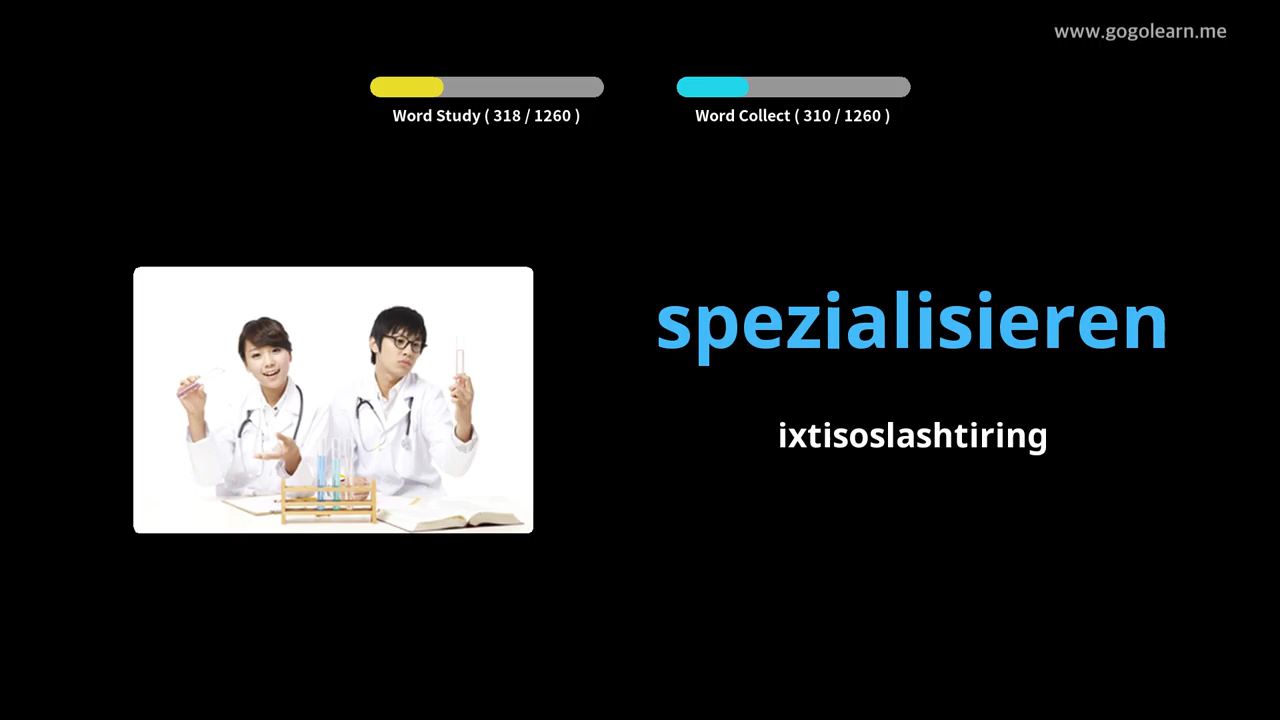 www.gogolearn.me
Word Study ( 318 / 1260 )
Word Collect ( 310 / 1260 )
spezialisieren
ixtisoslashtiring